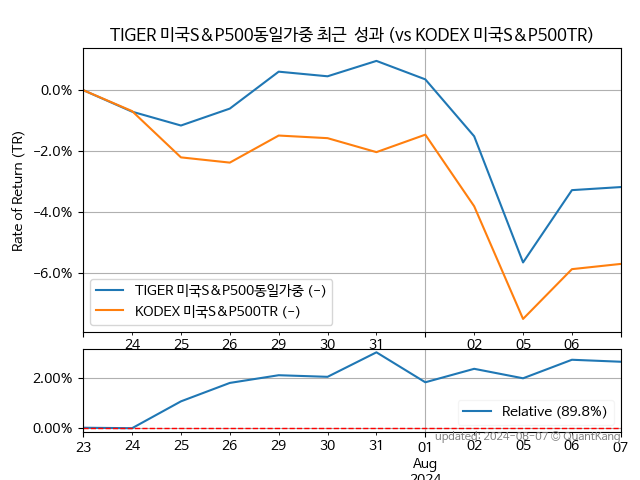 TIGER 미국S&P500동일가중 최근 성과 (vs KODEX 미국S&P500TR)
Rate of Return (TR)
0.0%
−2.0%
−4.0%
−6.0%
TIGER 미국S&P500동일가중 (-)
KODEX 미국S&P500TR (-)
24 25 26 29 30 31 02 05 06
2.00%
0.00%
Relative (89.8%)
updated: 2024-08-07 © QuantKang
23 24 25 26 29 30 31 01 02 05 06 07
Aug
2024